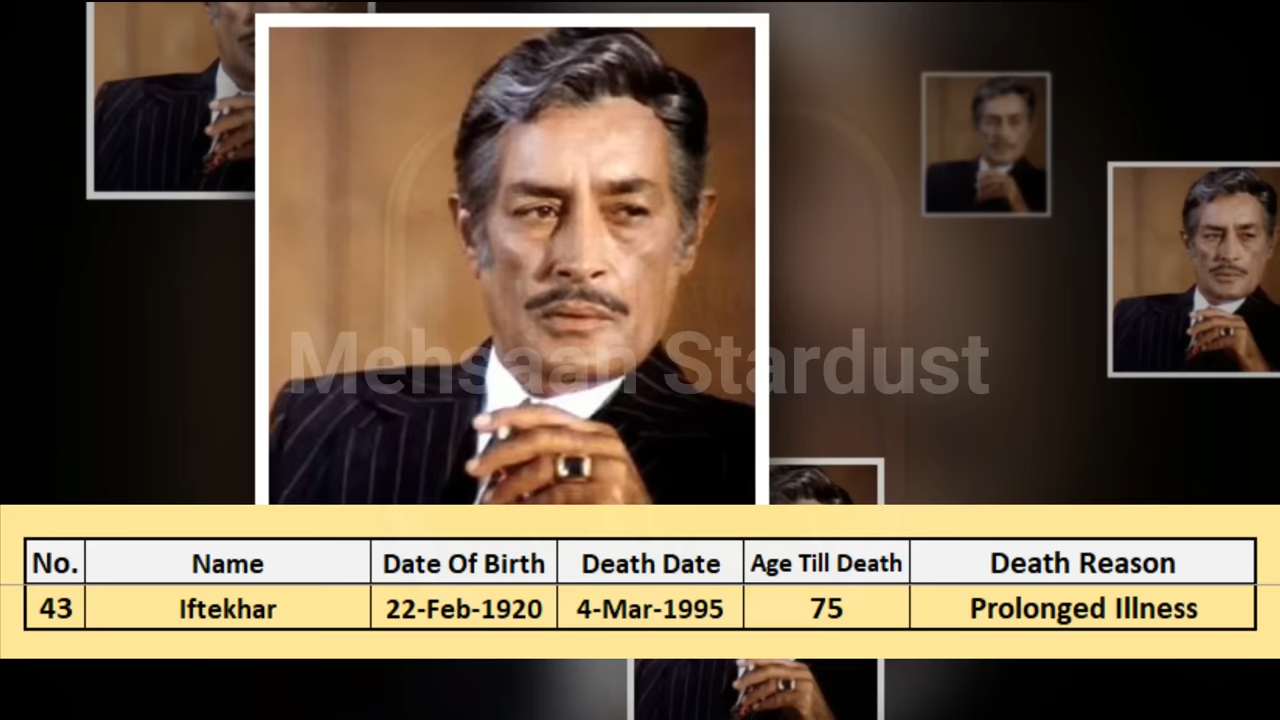 Mehsaan Stardust
No. Name Date Of Birth Death Date Age Till Death Death Reason
43 Iftekhar 22-Feb-1920 4-Mar-1995 75 Prolonged Illness